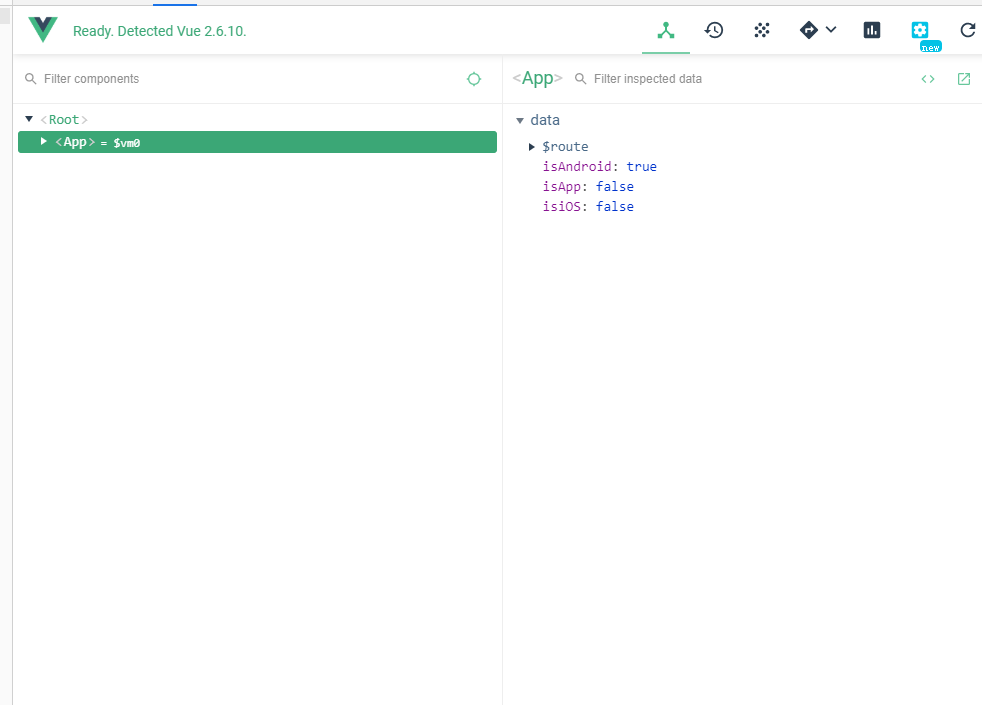 Ready. Detected Vue 2.6.10.
new
Filter components
<App>
Filter inspected data
<Root>
<App> = $vm0
data
$route
isAndroid: true
isApp: false
isiOS: false